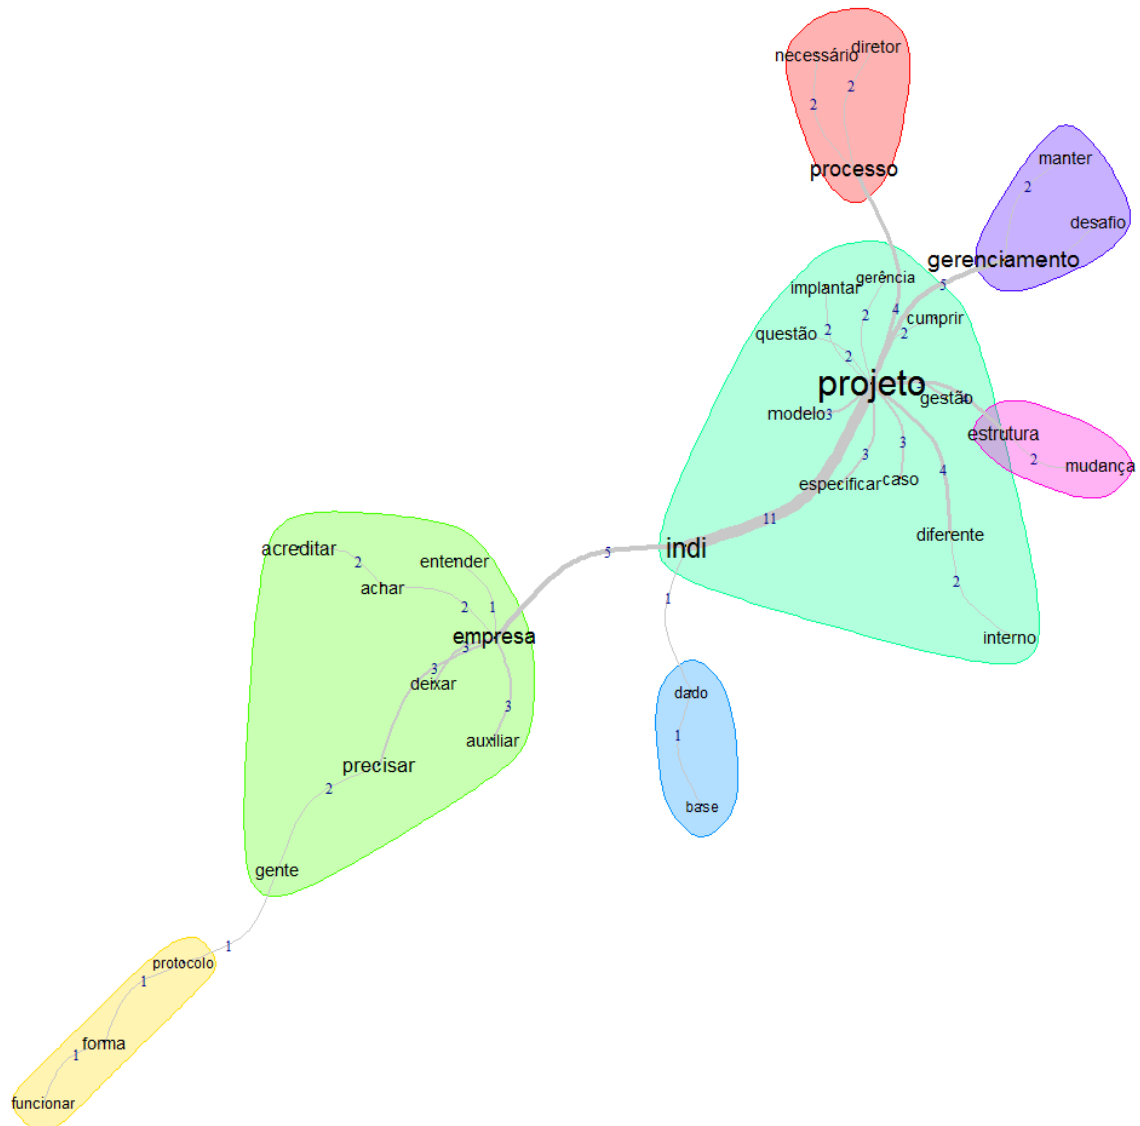 diretor
necessário
2
2
processo
manter
2
desafio
gerenciamento
5
gerência
implantar
4
2
cumprir
2
2
questão
2
projeto
gestão
4
modelo
3
estrutura
3
2
mudança
3
4
especificar
caso
11
diferente
indi
5
2
interno
1
acreditar
entender
2
achar
2
1
empresa
3
3
deixar
3
auxiliar
precisar
2
gente
dado
1
base
1
protocolo
1
forma
1
funcionar